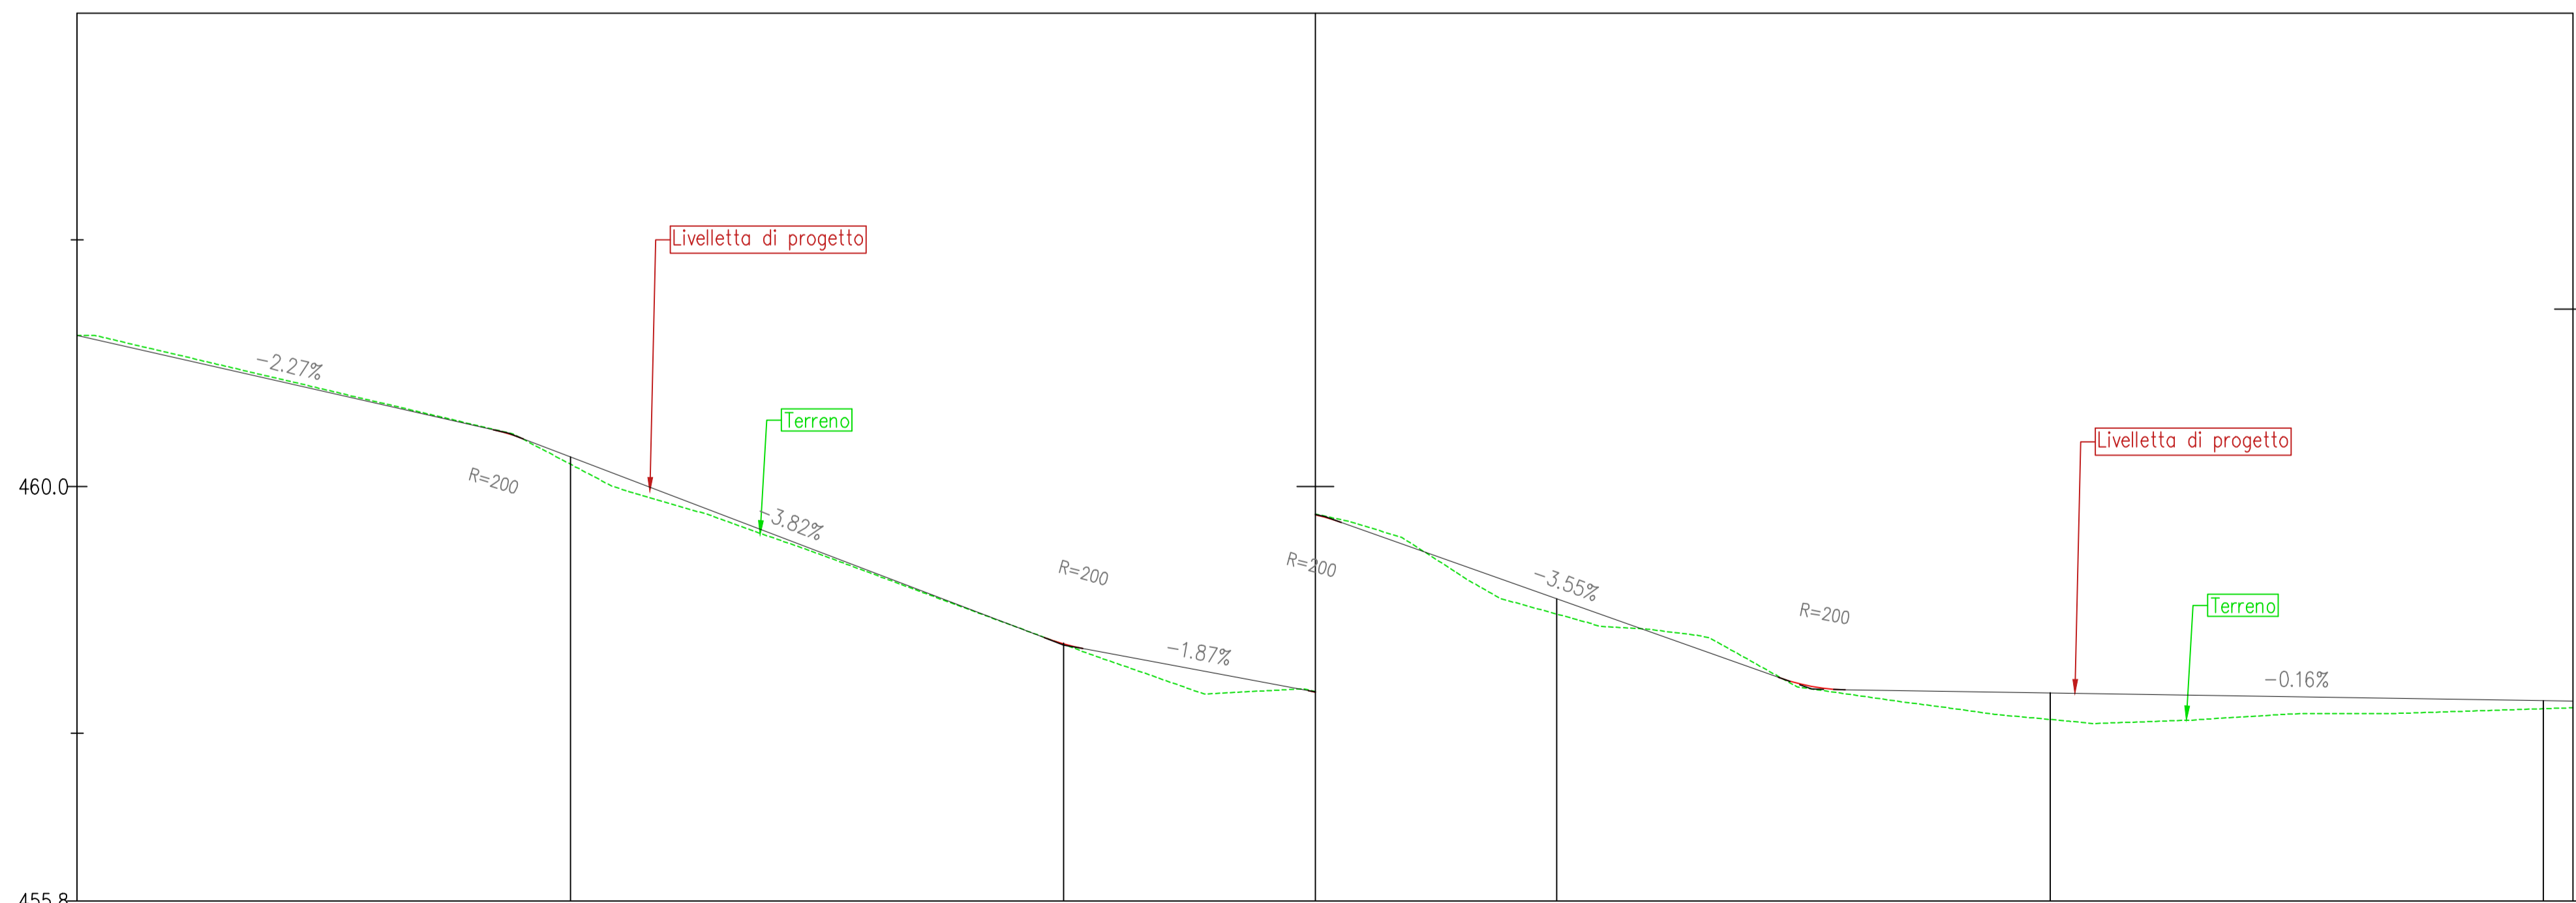 Livelletta di progetto
-2.27%
Terreno
Livelletta di progetto
R=200
460.0
-3.82%
R=200
R=200
-3.55%
Terreno
R=200
-1.87%
-0.16%
455.8